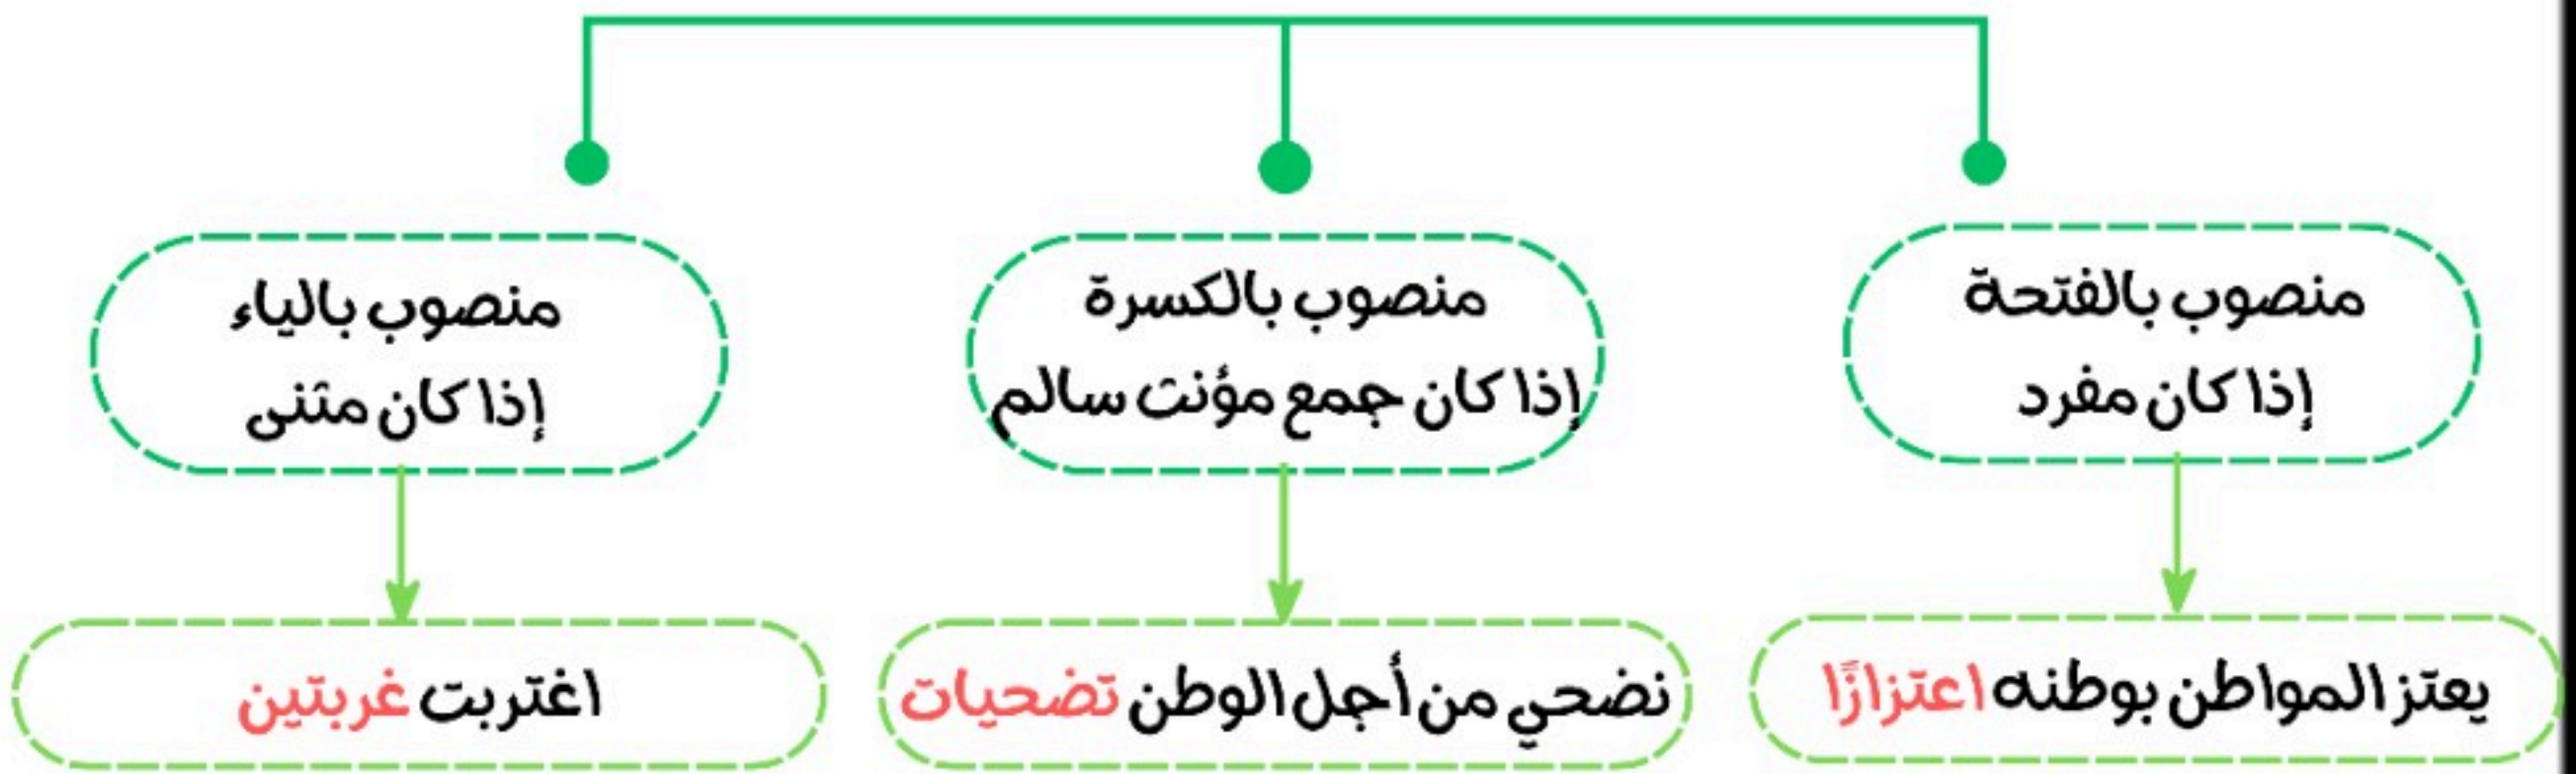 منصوب بالفتحة
إذا كان مفرد
منصوب بالكسرة
إذا كان جمع مؤنث سالم
منصوب بالياء
إذا كان مثنى
يعتز المواطن بوطنه اعتزازًا
نضحي من أجل الوطن تضحيات
اغتربت غربتين